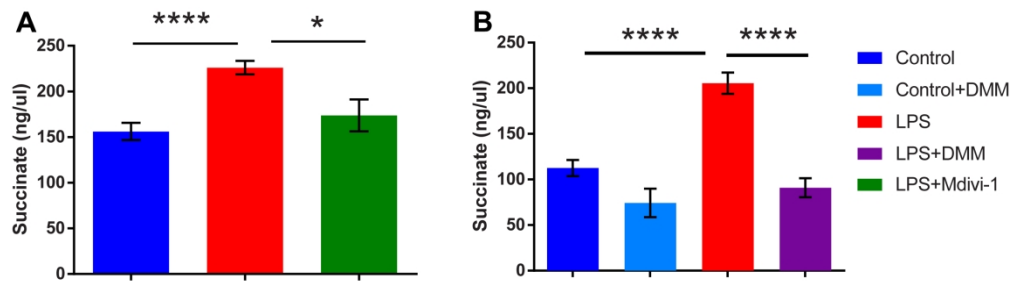 A
Succinate (ng/ul)
250
200
150
100
50
0
****
*
B
Succinate (ng/ul)
250
200
150
100
50
0
****
****
Control
Control+DMM
LPS
LPS+DMM
LPS+Mdivi-1